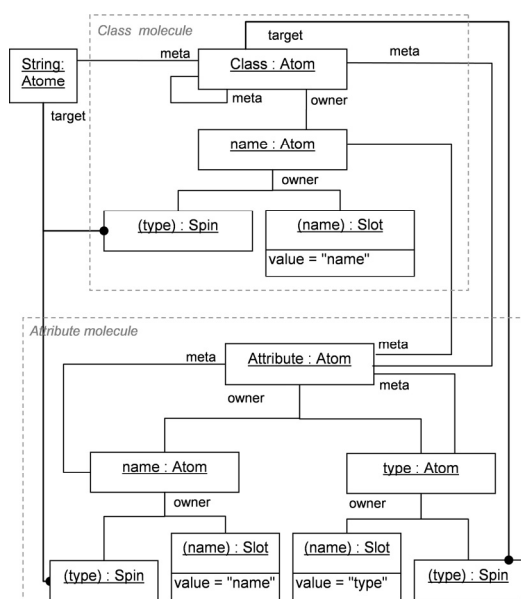 Class molecule
target
meta
meta
String:
Atome
Class : Atom
meta
target
owner
name : Atom
owner
(type) : Spin
(name) : Slot
value = "name"
Attribute molecule
meta
meta
Attribute : Atom
meta
owner
name : Atom
type : Atom
owner
owner
(type) : Spin
(name) : Slot
value = "name"
(name) : Slot
value = "type"
(type) : Spin